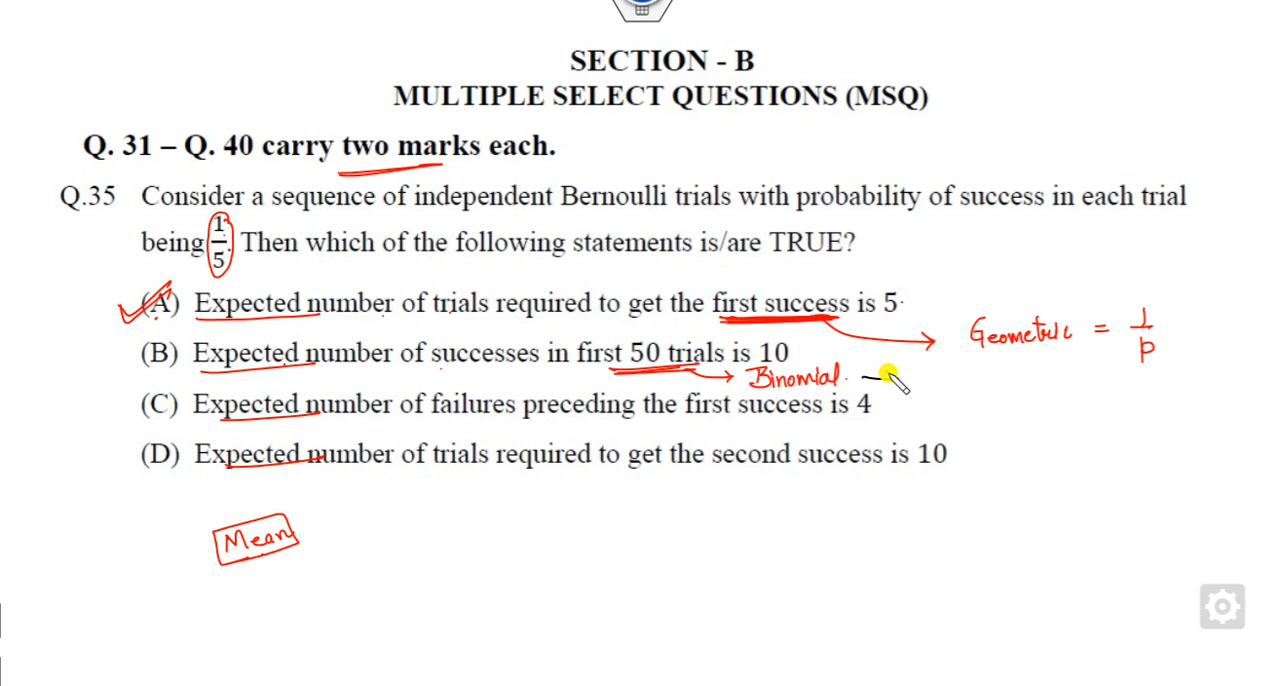 SECTION - B
MULTIPLE SELECT QUESTIONS (MSQ)
Q. 31 – Q. 40 carry two marks each.
Q.35 Consider a sequence of independent Bernoulli trials with probability of success in each trial
being 1/5. Then which of the following statements is/are TRUE?
(A) Expected number of trials required to get the first success is 5
Geometric = 1/p
(B) Expected number of successes in first 50 trials is 10
Binomial.
(C) Expected number of failures preceding the first success is 4
(D) Expected number of trials required to get the second success is 10
Mean